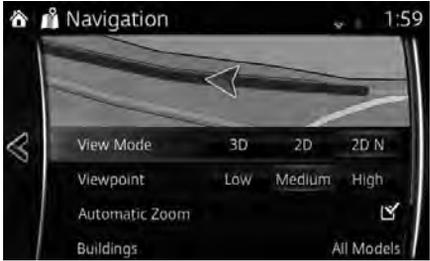 Navigation 1:59
View Mode 3D 2D 2D N
Viewpoint Low Medium High
Automatic Zoom
Buildings All Models